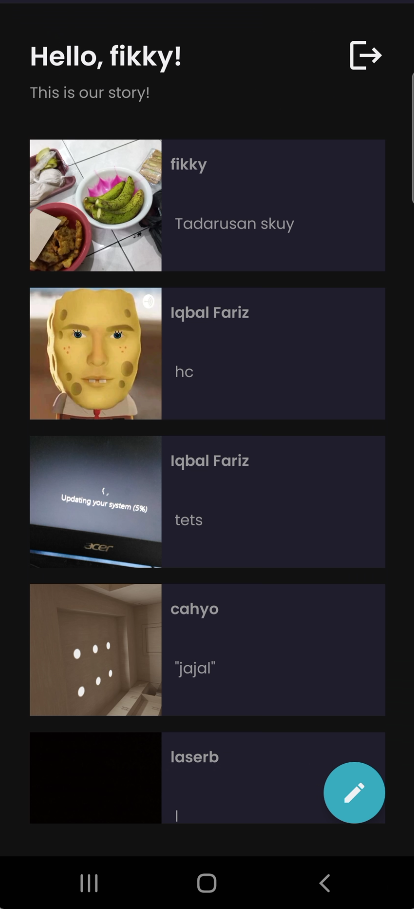 Hello, fikky!
This is our story!
fikky
Tadarusan skuy
Iqbal Fariz
hc
Iqbal Fariz
Updating your system (5%)
acer
tets
cahyo
"jajal"
laserb